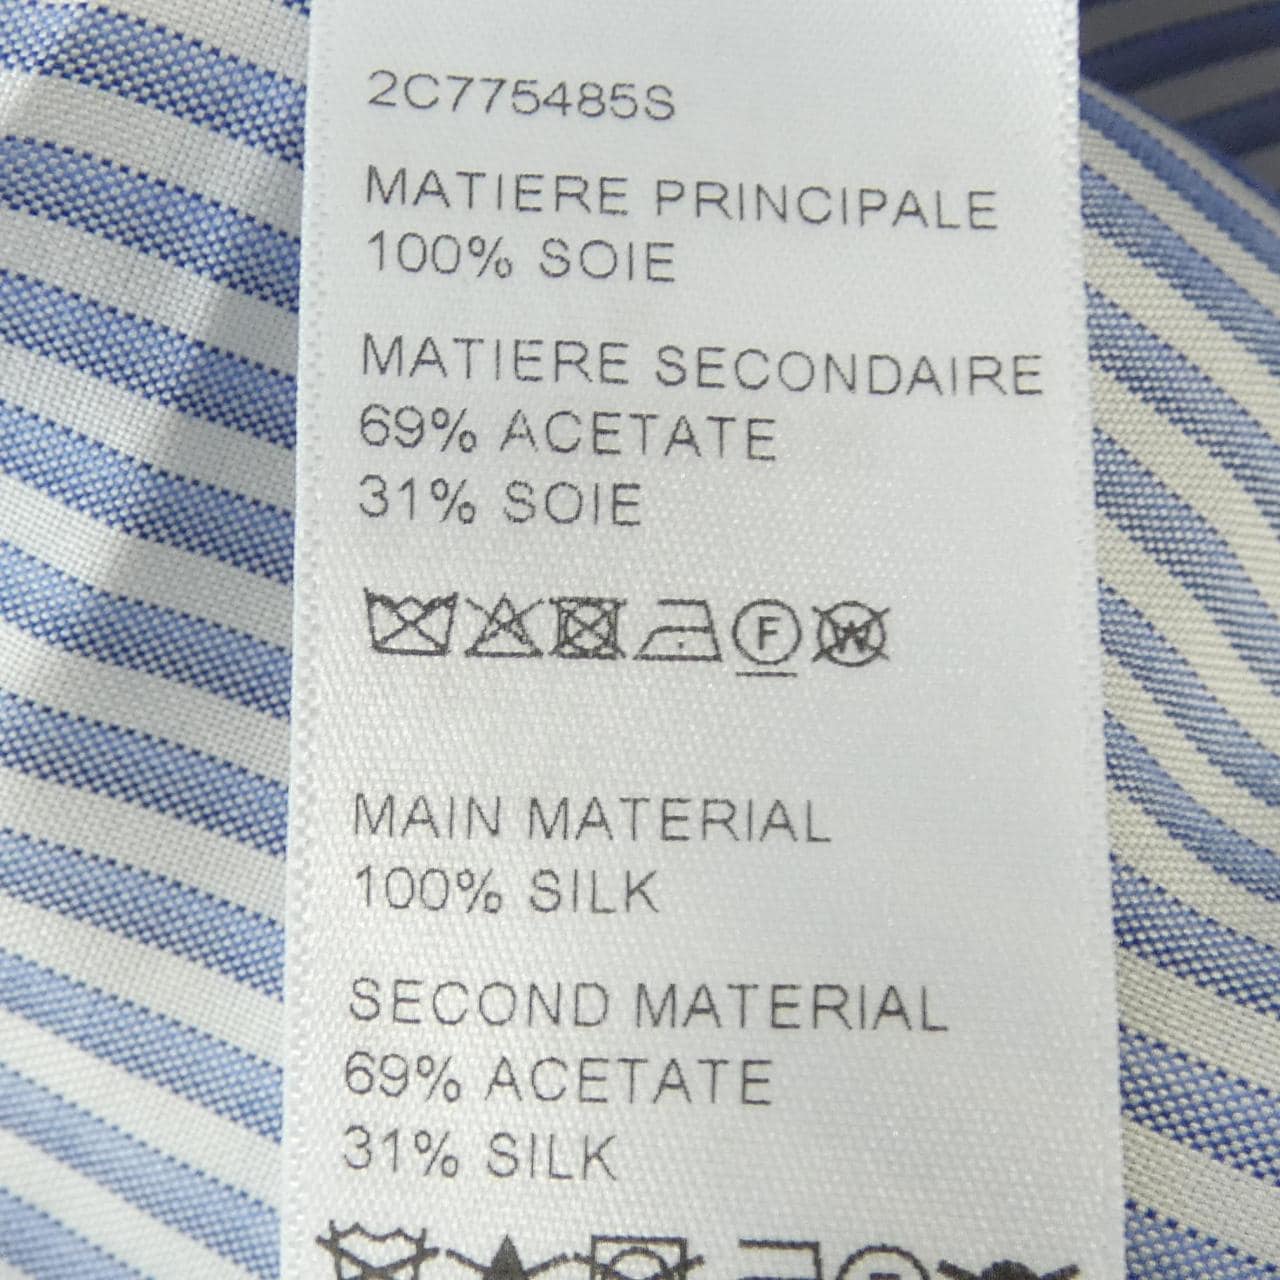 2C775485S
MATIERE PRINCIPALE
100% SOIE
MATIERE SECONDAIRE
69% ACETATE
31% SOIE
F W
MAIN MATERIAL
100% SILK
SECOND MATERIAL
69% ACETATE
31% SILK